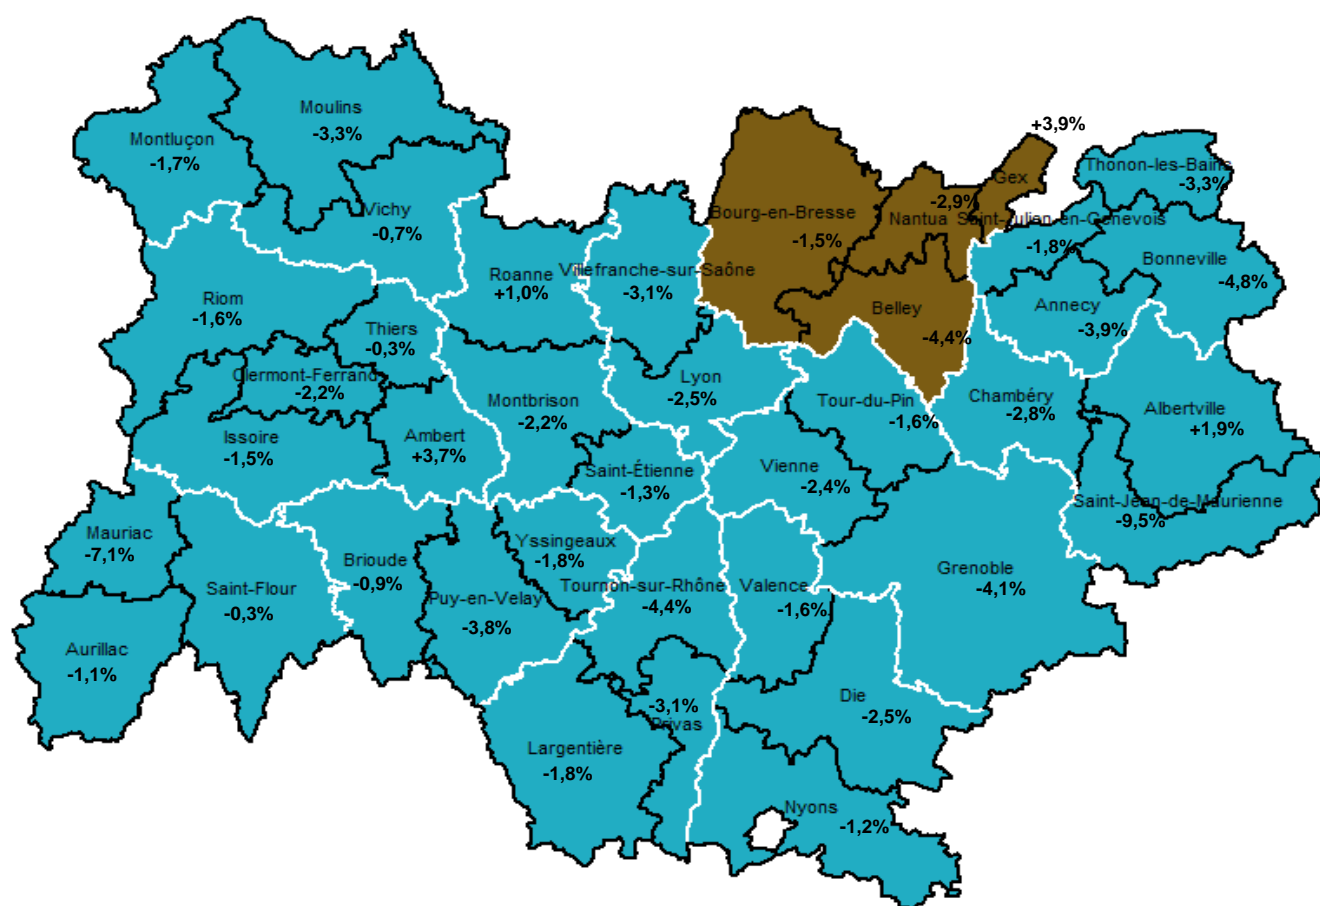 Moulins
-3,3%
Montluçon
-1,7%
Vichy
-0,7%
+3,9%
Gex
Thonon-les-Bains
-3,3%
Bourg-en-Bresse
-1,5%
Nantua
-2,9%
Saint-Julien-en-Genevois
-1,8%
Bonneville
-4,8%
Roanne
+1,0%
Villefranche-sur-Saône
-3,1%
Riom
-1,6%
Thiers
-0,3%
Belley
-4,4%
Annecy
-3,9%
Clermont-Ferrand
-2,2%
Montbrison
-2,2%
Lyon
-2,5%
Tour-du-Pin
-1,6%
Chambéry
-2,8%
Albertville
+1,9%
Issoire
-1,5%
Ambert
+3,7%
Saint-Étienne
-1,3%
Vienne
-2,4%
Saint-Jean-de-Maurienne
-9,5%
Mauriac
-7,1%
Saint-Flour
-0,3%
Brioude
-0,9%
Yssingeaux
-1,8%
Puy-en-Velay
-3,8%
Tournon-sur-Rhône
-4,4%
Valence
-1,6%
Grenoble
-4,1%
Aurillac
-1,1%
Die
-2,5%
-3,1%
Privas
Largentière
-1,8%
Nyons
-1,2%